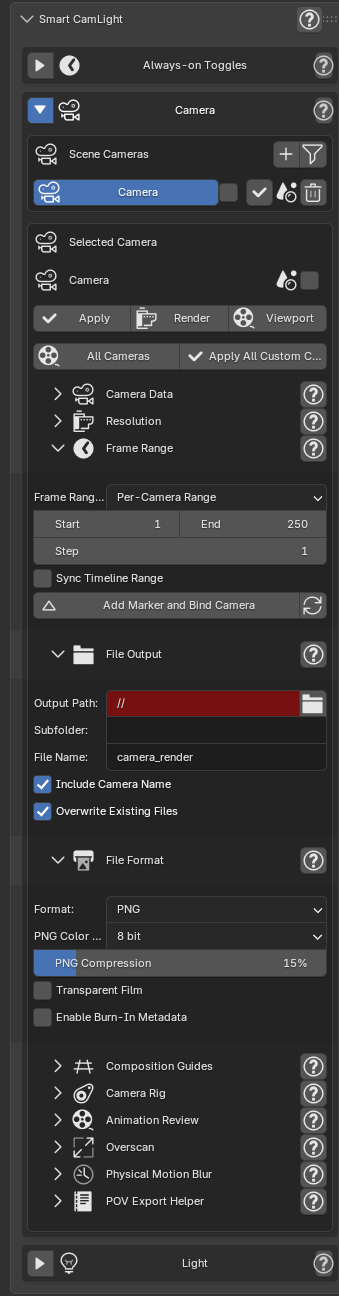 Smart CamLight
Always-on Toggles
Camera
Scene Cameras
Camera
Selected Camera
Camera
Apply Render Viewport
All Cameras Apply All Custom C...
Camera Data
Resolution
Frame Range
Frame Rang... Per-Camera Range
Start 1 End 250
Step 1
Sync Timeline Range
Add Marker and Bind Camera
File Output
Output Path: //
Subfolder:
File Name: camera_render
Include Camera Name
Overwrite Existing Files
File Format
Format: PNG
PNG Color ... 8 bit
PNG Compression 15%
Transparent Film
Enable Burn-In Metadata
Composition Guides
Camera Rig
Animation Review
Overscan
Physical Motion Blur
POV Export Helper
Light